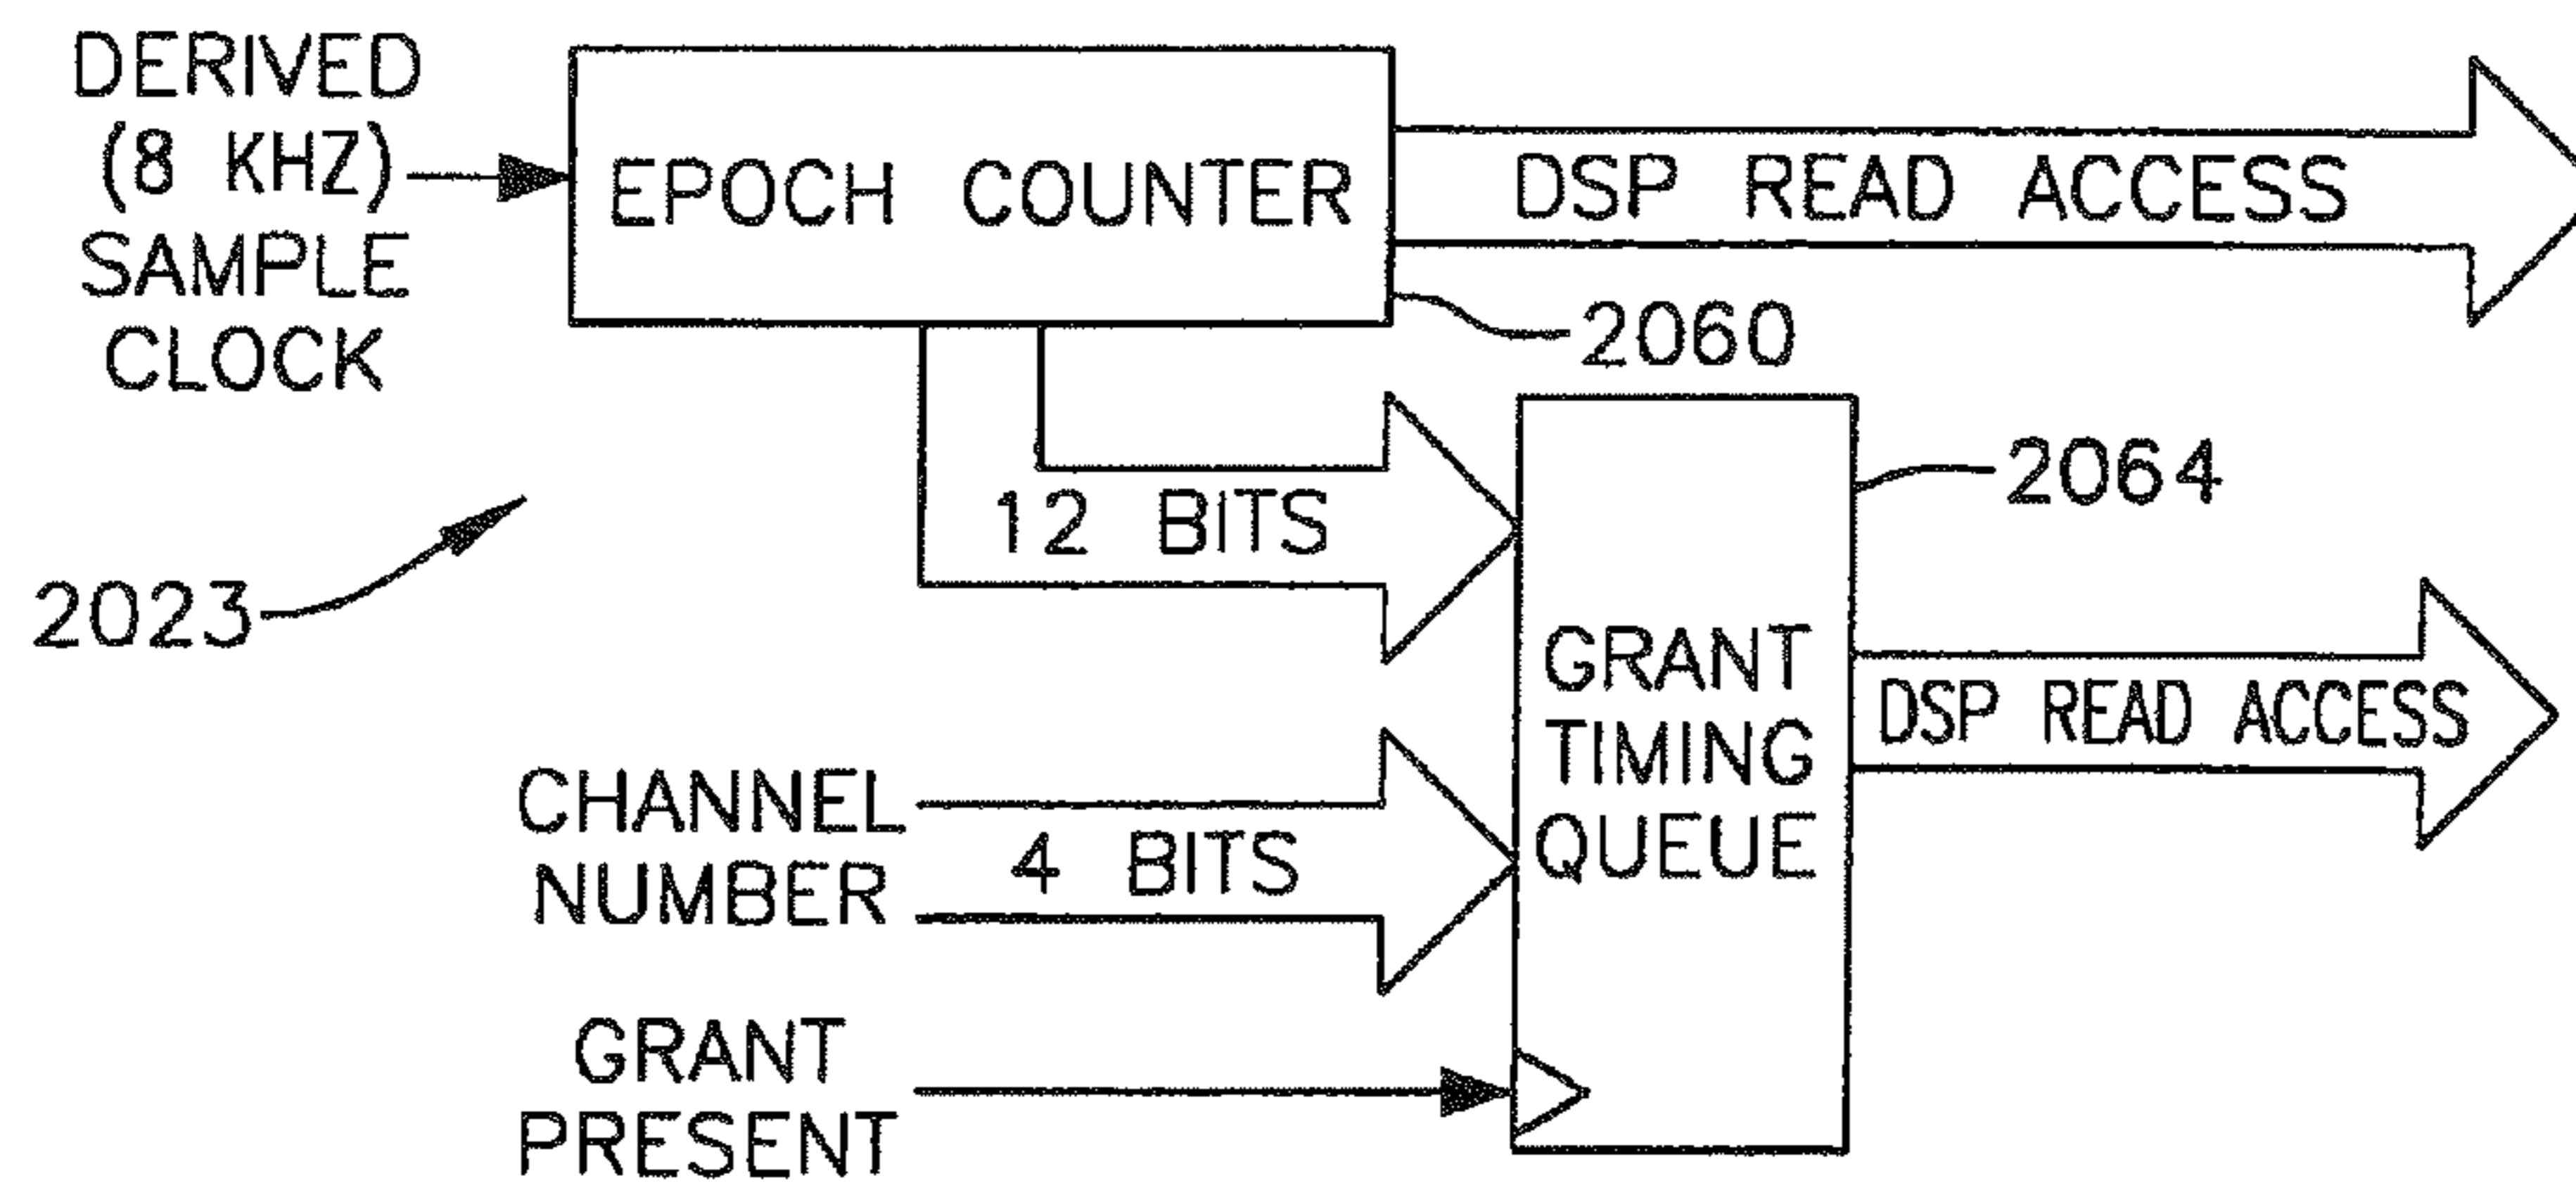 DERIVED
(8 KHZ)
SAMPLE
CLOCK
EPOCH COUNTER
DSP READ ACCESS
2060
12 BITS
2064
2023
GRANT
TIMING
QUEUE
DSP READ ACCESS
CHANNEL
NUMBER
4 BITS
GRANT
PRESENT